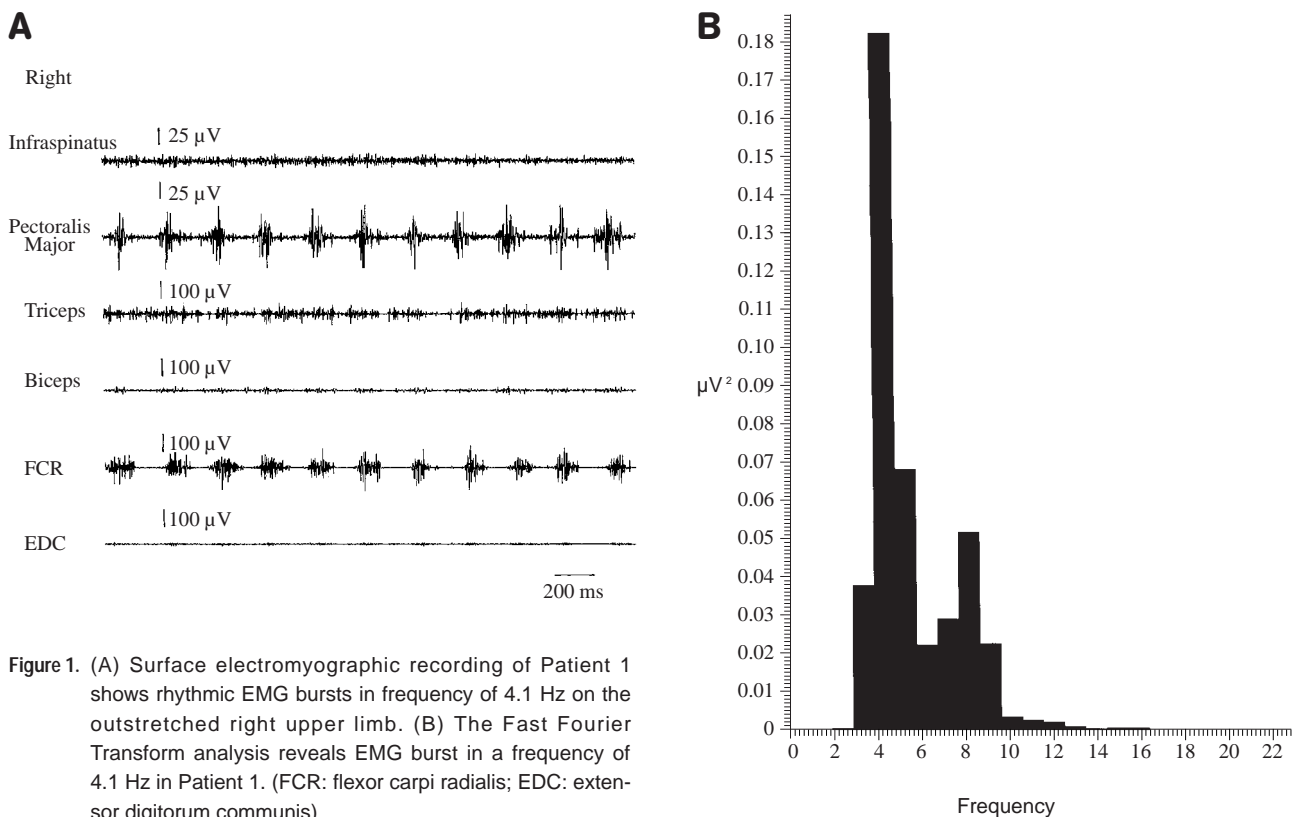 A
Right
Infraspinatus
25 µV
25 µV
Pectoralis
Major
100 µV
Triceps
100 µV
Biceps
100 µV
FCR
100 µV
EDC
200 ms
Figure 1. (A) Surface electromyographic recording of Patient 1
shows rhythmic EMG bursts in frequency of 4.1 Hz on the
outstretched right upper limb. (B) The Fast Fourier
Transform analysis reveals EMG burst in a frequency of
4.1 Hz in Patient 1. (FCR: flexor carpi radialis; EDC: exten-
sor digitorum communis)
B
0.18
0.17
0.16
0.15
0.14
0.13
0.12
0.11
0.10
µV² 0.09
0.08
0.07
0.06
0.05
0.04
0.03
0.02
0.01
0
0 2 4 6 8 10 12 14 16 18 20 22
Frequency